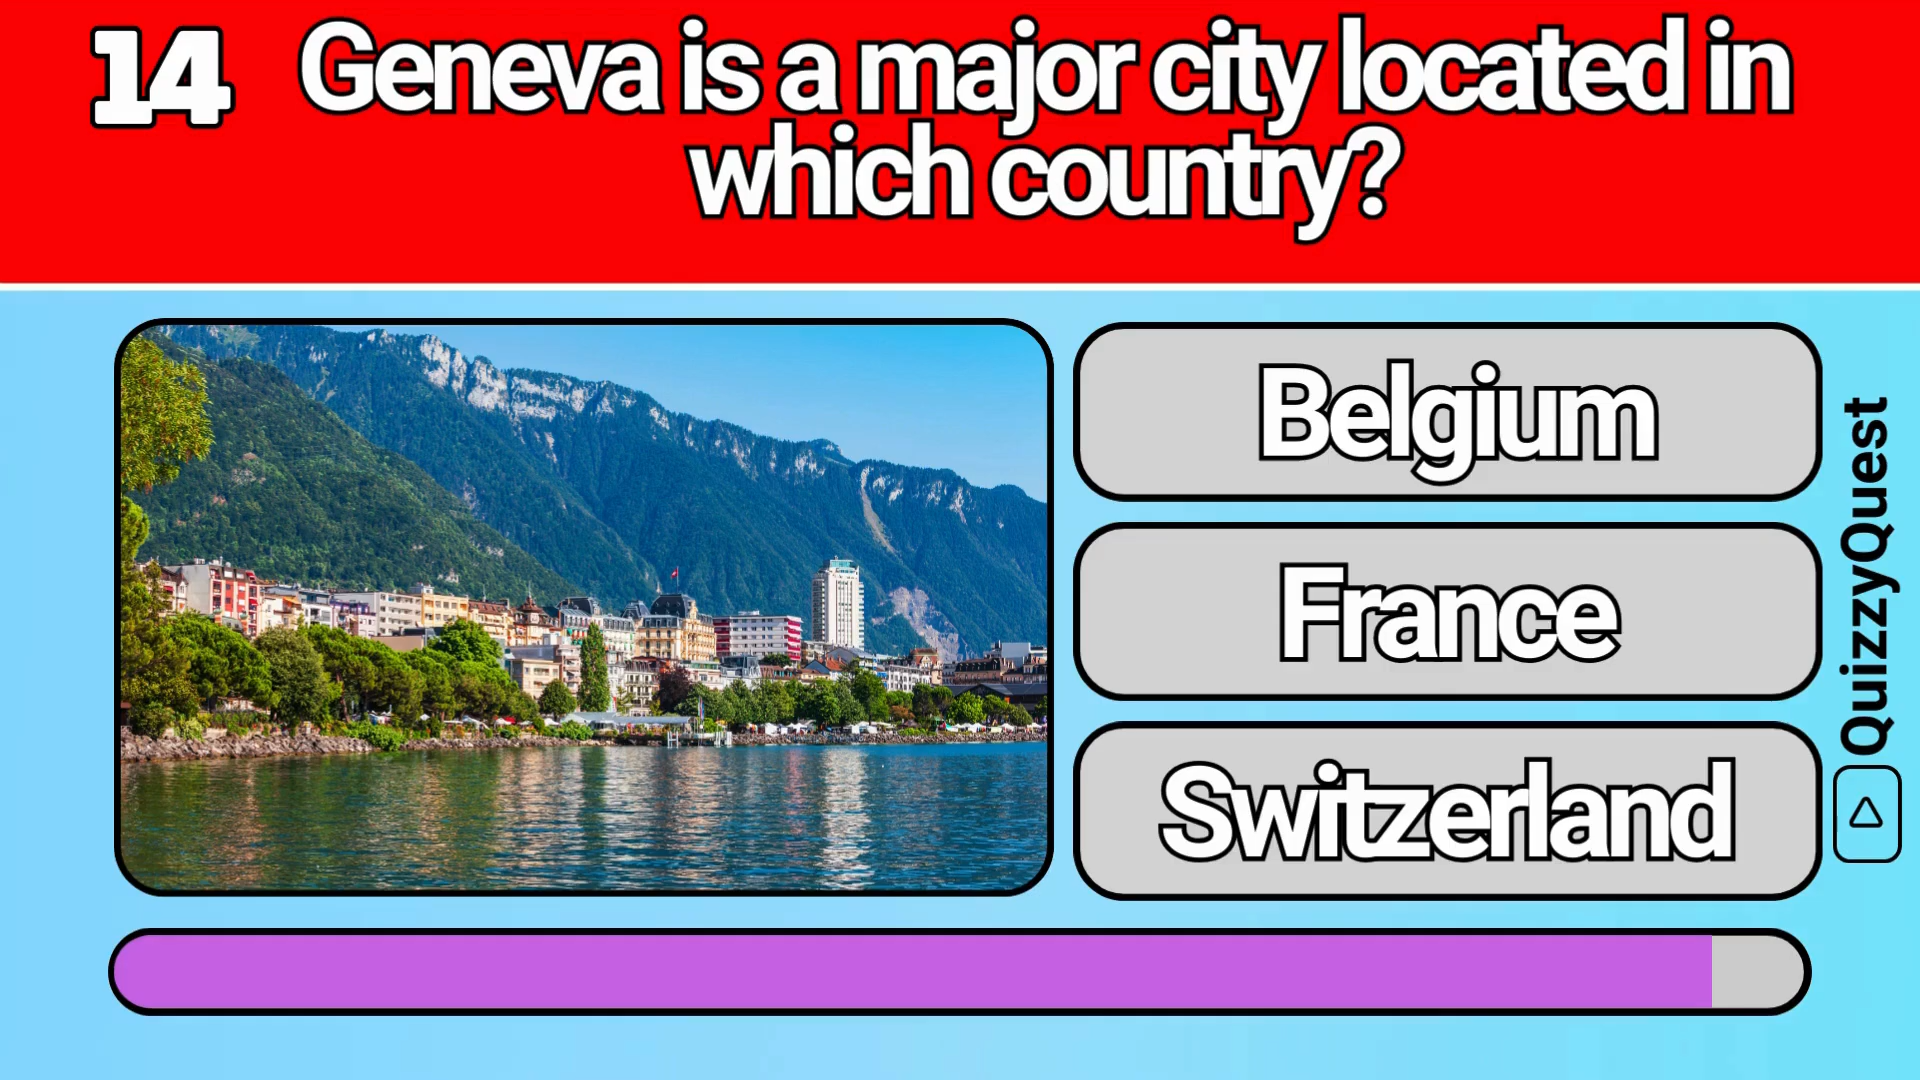 14
Geneva is a major city located in
which country?
Belgium
France
Switzerland
QuizzyQuest